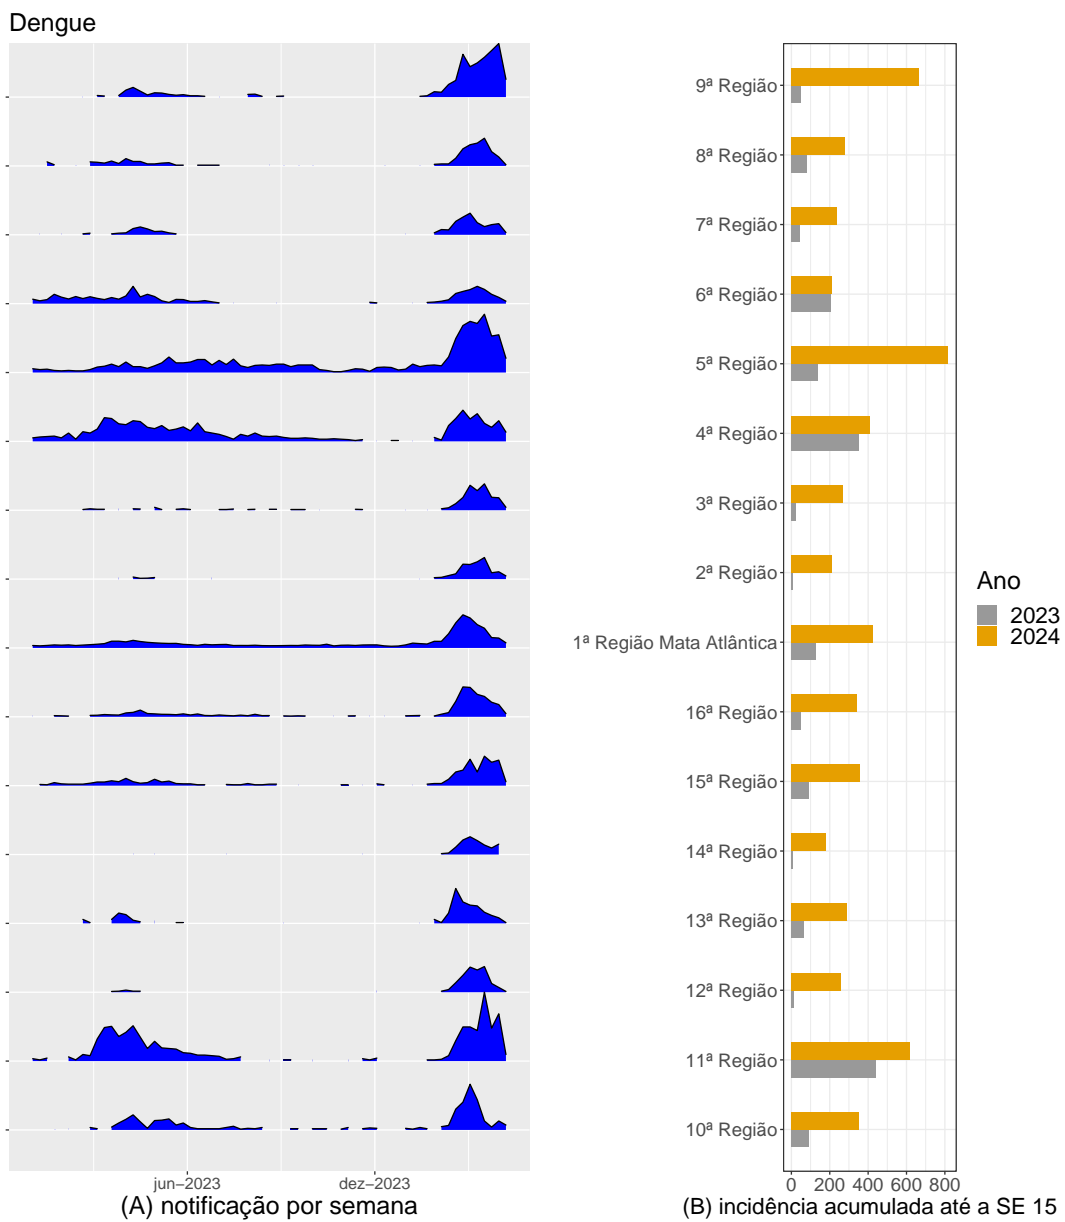 Dengue
9ª Região
8ª Região
7ª Região
6ª Região
5ª Região
4ª Região
3ª Região
2ª Região
1ª Região Mata Atlântica
16ª Região
15ª Região
14ª Região
13ª Região
12ª Região
11ª Região
10ª Região
Ano
2023
2024
jun–2023 dez–2023
(A) notificação por semana
0 200 400 600 800
(B) incidência acumulada até a SE 15